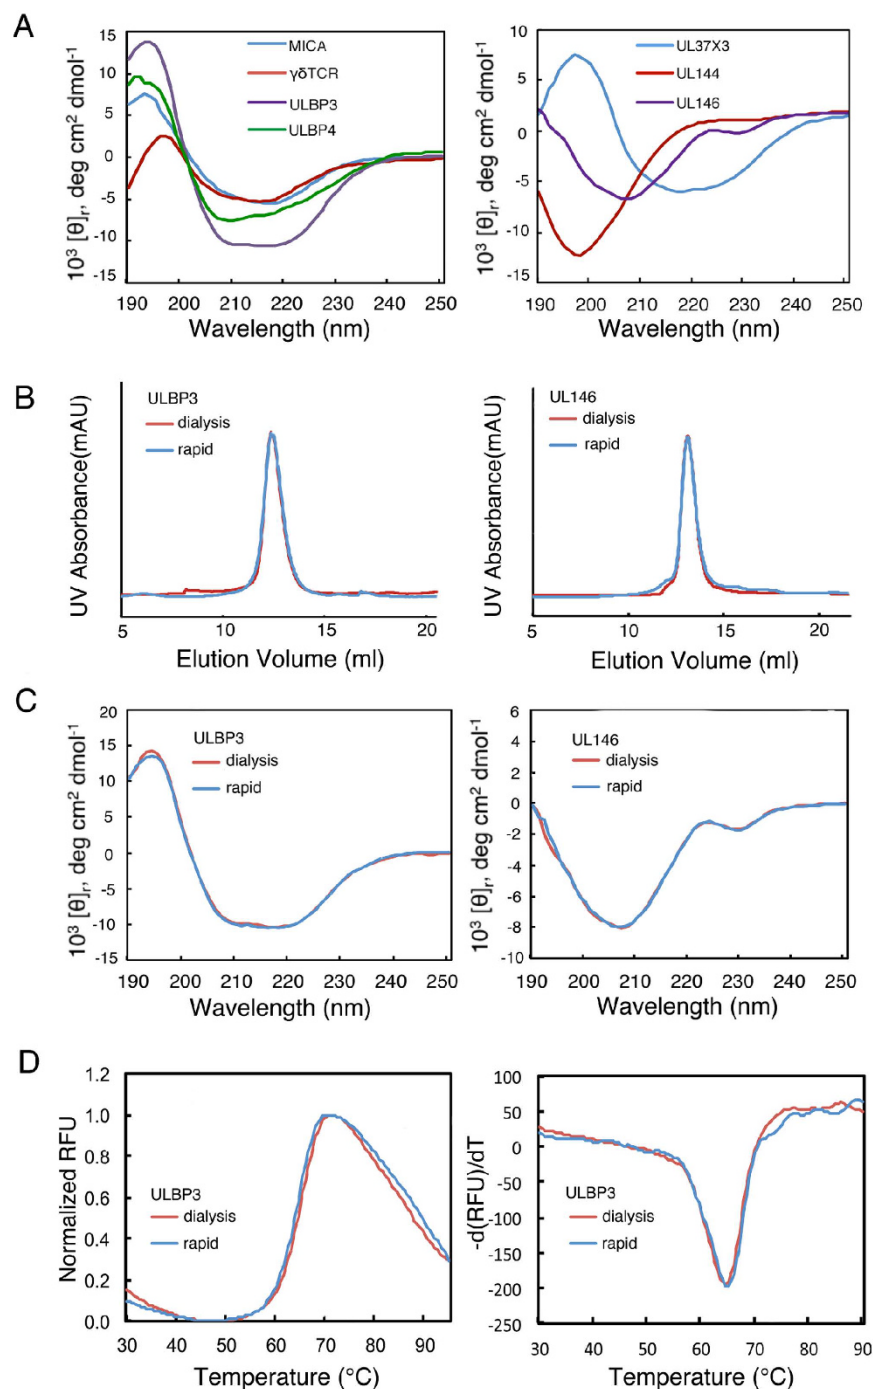 A
10³ [θ]ᵣ, deg cm² dmol⁻¹
15
10
5
0
-5
-10
-15
MICA
γδTCR
ULBP3
ULBP4
190 200 210 220 230 240 250
Wavelength (nm)
10³ [θ]ᵣ, deg cm² dmol⁻¹
10
5
0
-5
-10
-15
UL37X3
UL144
UL146
190 200 210 220 230 240 250
Wavelength (nm)
B
UV Absorbance(mAU)
ULBP3
dialysis
rapid
5 10 15 20
Elution Volume (ml)
UV Absorbance(mAU)
UL146
dialysis
rapid
5 10 15 20
Elution Volume (ml)
C
10³ [θ]ᵣ, deg cm² dmol⁻¹
20
15
10
5
0
-5
-10
-15
ULBP3
dialysis
rapid
190 200 210 220 230 240 250
Wavelength (nm)
10³ [θ]ᵣ, deg cm² dmol⁻¹
6
4
2
0
-2
-4
-6
-8
-10
UL146
dialysis
rapid
190 200 210 220 230 240 250
Wavelength (nm)
D
Normalized RFU
1.2
1.0
0.8
0.6
0.4
0.2
0.0
ULBP3
dialysis
rapid
30 40 50 60 70 80 90
Temperature (°C)
-d(RFU)/dT
100
50
0
-50
-100
-150
-200
-250
ULBP3
dialysis
rapid
30 40 50 60 70 80 90
Temperature (°C)